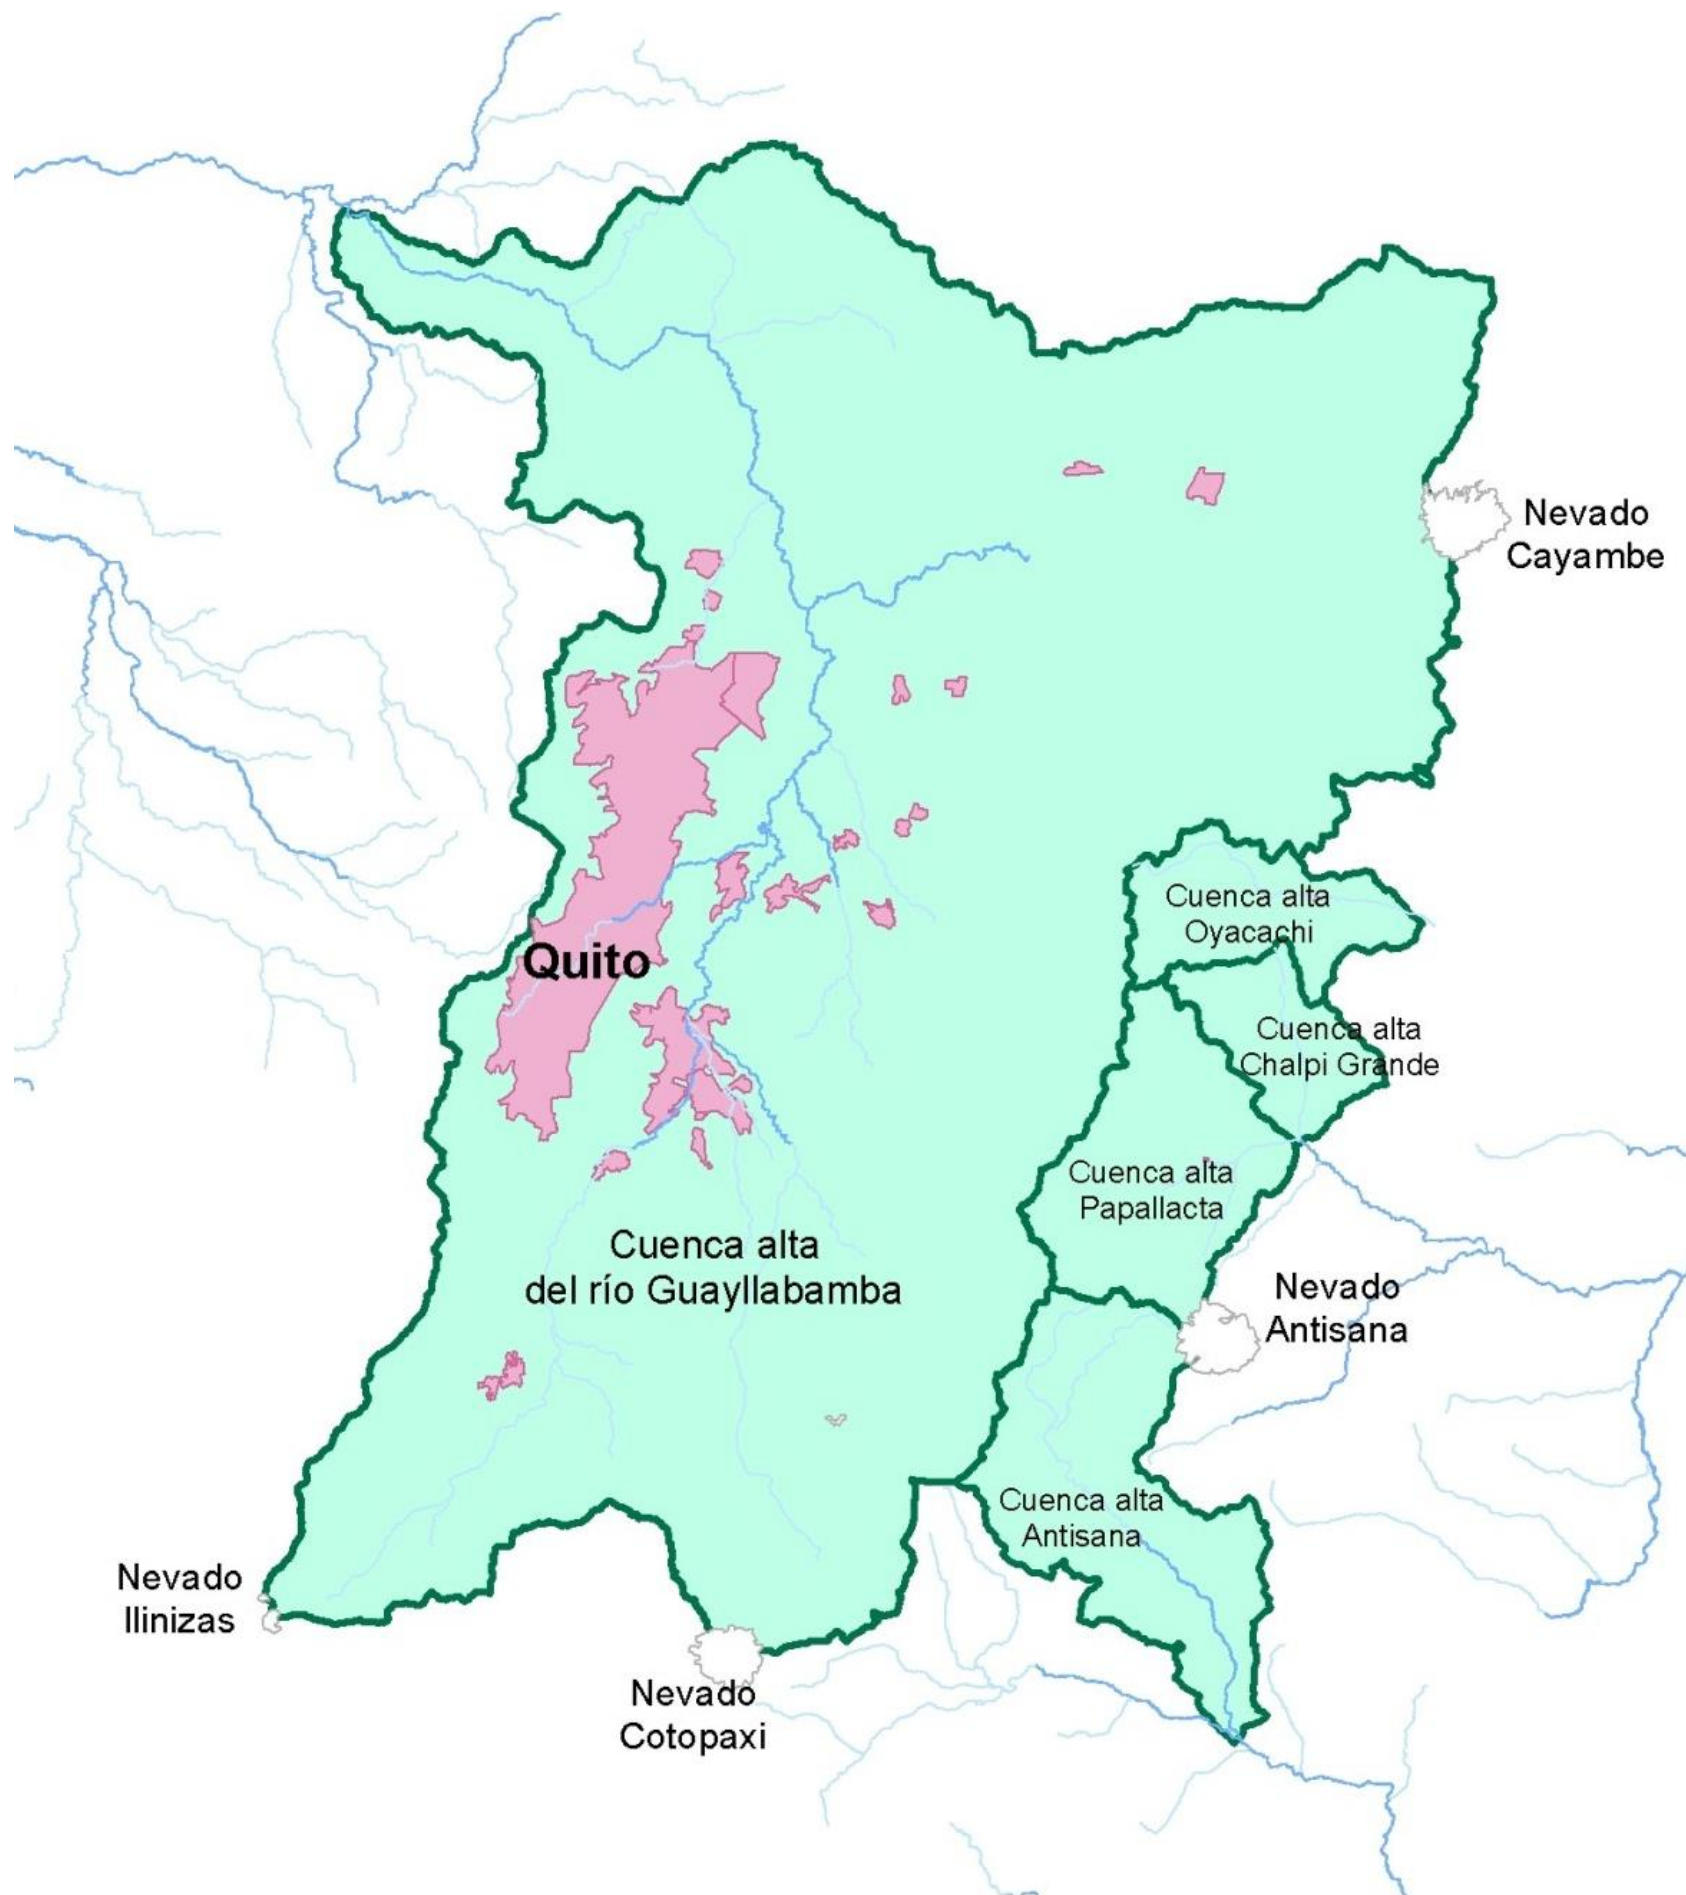 Nevado
Cayambe
Cuenca alta
Oyacachi
Quito
Cuenca alta
Chalpi Grande
Cuenca alta
Papallacta
Cuenca alta
del río Guayllabamba
Nevado
Antisana
Cuenca alta
Antisana
Nevado
Ilinizas
Nevado
Cotopaxi